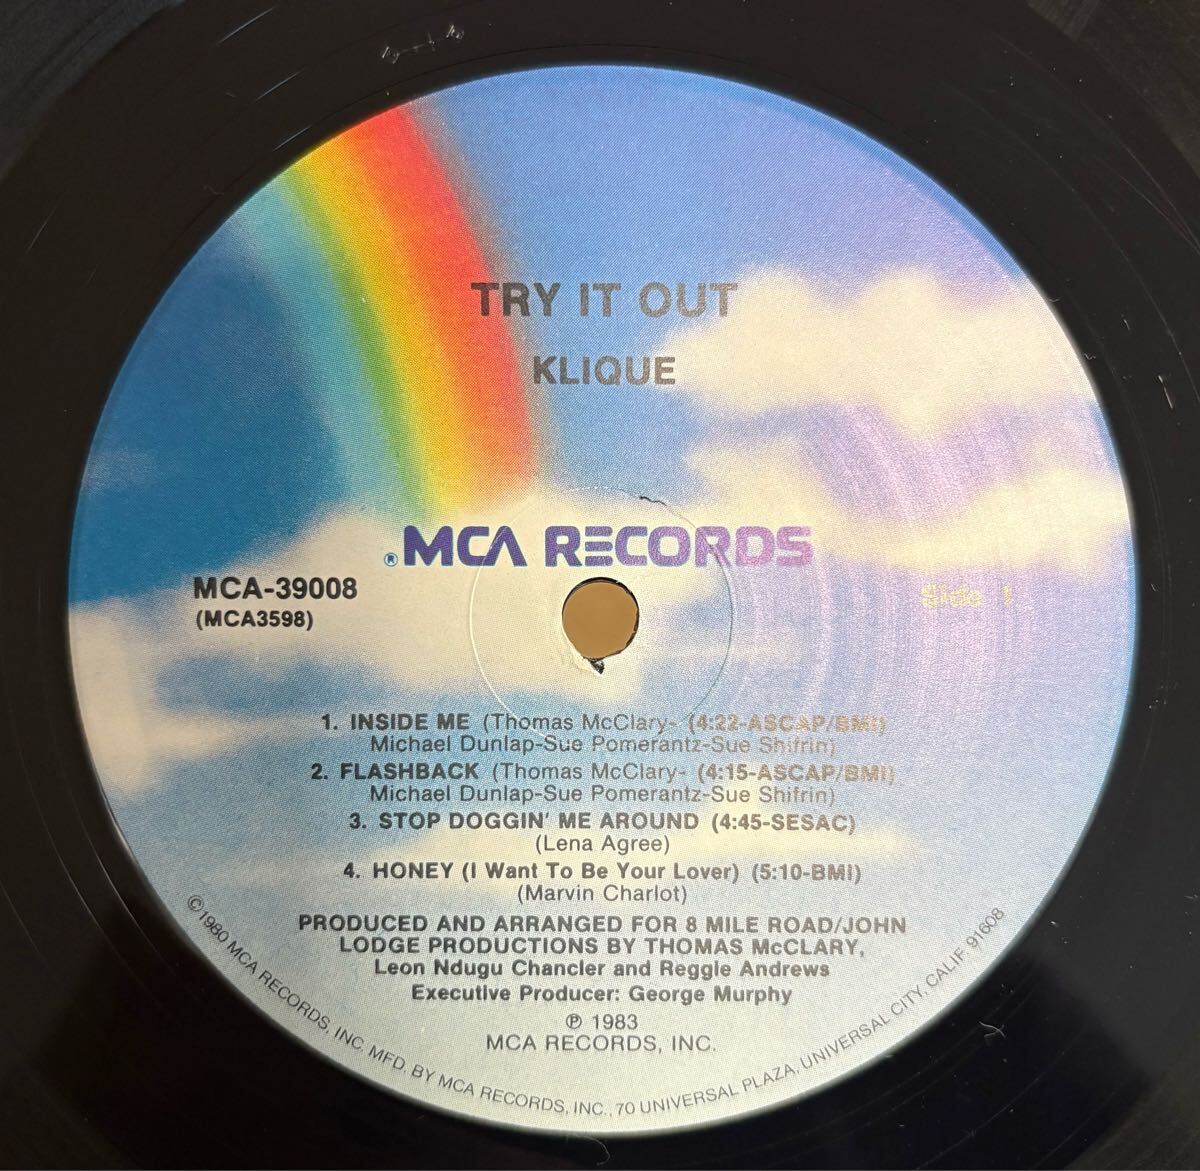 TRY IT OUT
KLIQUE
® MCA RECORDS
MCA-39008
(MCA3598)
Side 1
1. INSIDE ME (Thomas McClary- (4:22-ASCAP/BMI)
Michael Dunlap-Sue Pomerantz-Sue Shifrin)
2. FLASHBACK (Thomas McClary- (4:15-ASCAP/BMI)
Michael Dunlap-Sue Pomerantz-Sue Shifrin)
3. STOP DOGGIN' ME AROUND (4:45-SESAC)
(Lena Agree)
4. HONEY (I Want To Be Your Lover) (5:10-BMI)
(Marvin Charlot)
PRODUCED AND ARRANGED FOR 8 MILE ROAD/JOHN
LODGE PRODUCTIONS BY THOMAS McCLARY,
Leon Ndugu Chancler and Reggie Andrews
Executive Producer: George Murphy
℗ 1983
MCA RECORDS, INC.
©1980 MCA RECORDS, INC. MFD. BY MCA RECORDS, INC., 70 UNIVERSAL PLAZA, UNIVERSAL CITY, CALIF. 91608